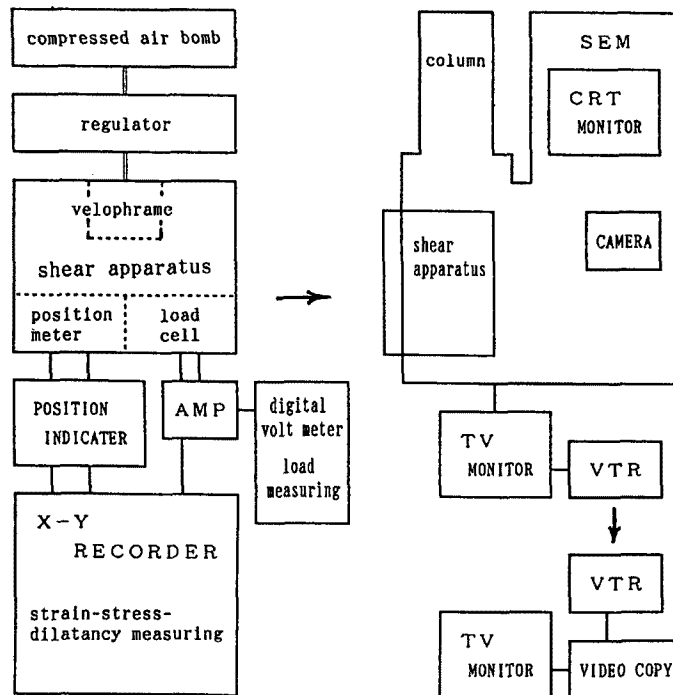 compressed air bomb
regulator
velophrame
shear apparatus
position
meter
load
cell
POSITION
INDICATER
AMP
digital
volt meter
load
measuring
X-Y
RECORDER
strain-stress-
dilatancy measuring
column
SEM
CRT
MONITOR
shear
apparatus
CAMERA
TV
MONITOR
VTR
VTR
TV
MONITOR
VIDEO COPY